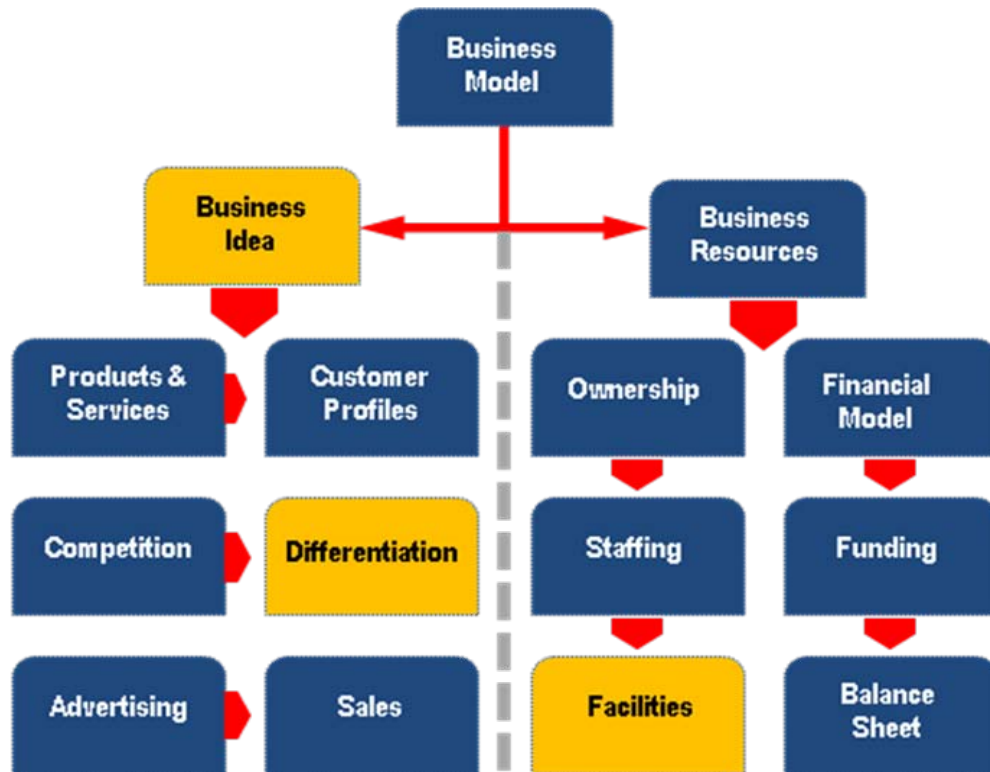 Business
Model
Business
Idea
Business
Resources
Products &
Services
Customer
Profiles
Ownership
Financial
Model
Competition
Differentiation
Staffing
Funding
Advertising
Sales
Facilities
Balance
Sheet